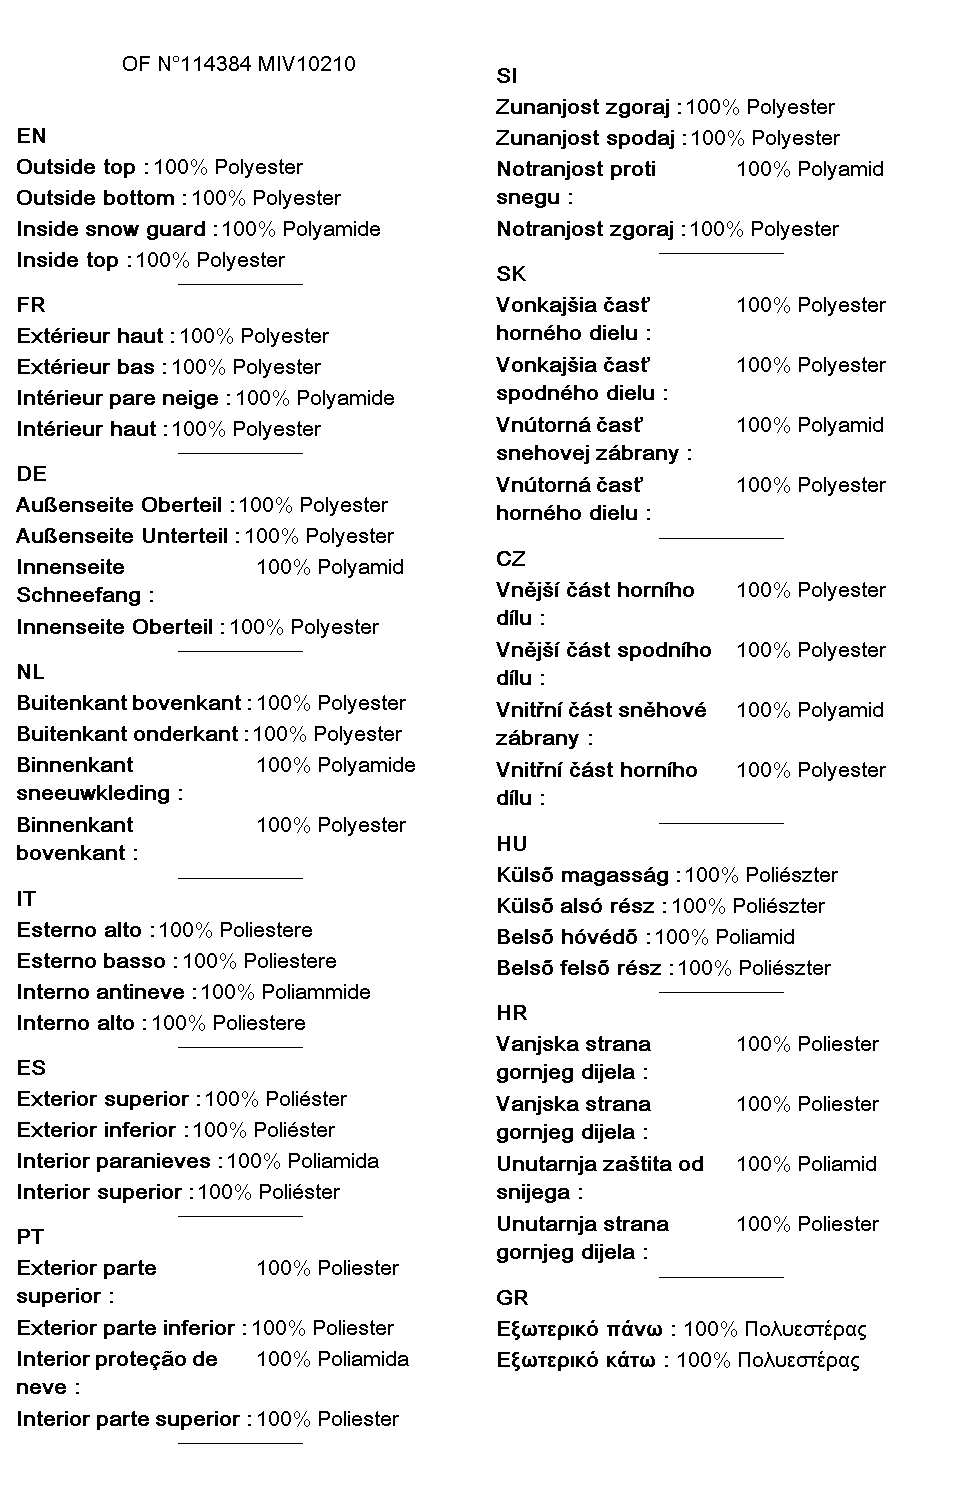 OF N°114384 MIV10210
EN
Outside top : 100% Polyester
Outside bottom : 100% Polyester
Inside snow guard : 100% Polyamide
Inside top : 100% Polyester
FR
Extérieur haut : 100% Polyester
Extérieur bas : 100% Polyester
Intérieur pare neige : 100% Polyamide
Intérieur haut : 100% Polyester
DE
Außenseite Oberteil : 100% Polyester
Außenseite Unterteil : 100% Polyester
Innenseite 100% Polyamid
Schneefang :
Innenseite Oberteil : 100% Polyester
NL
Buitenkant bovenkant : 100% Polyester
Buitenkant onderkant : 100% Polyester
Binnenkant 100% Polyamide
sneeuwkleding :
Binnenkant 100% Polyester
bovenkant :
IT
Esterno alto : 100% Poliestere
Esterno basso : 100% Poliestere
Interno antineve : 100% Poliammide
Interno alto : 100% Poliestere
ES
Exterior superior : 100% Poliéster
Exterior inferior : 100% Poliéster
Interior paranieves : 100% Poliamida
Interior superior : 100% Poliéster
PT
Exterior parte 100% Poliester
superior :
Exterior parte inferior : 100% Poliester
Interior proteção de 100% Poliamida
neve :
Interior parte superior : 100% Poliester
SI
Zunanjost zgoraj : 100% Polyester
Zunanjost spodaj : 100% Polyester
Notranjost proti 100% Polyamid
snegu :
Notranjost zgoraj : 100% Polyester
SK
Vonkajšia časť 100% Polyester
horného dielu :
Vonkajšia časť 100% Polyester
spodného dielu :
Vnútorná časť 100% Polyamid
snehovej zábrany :
Vnútorná časť 100% Polyester
horného dielu :
CZ
Vnější část horního 100% Polyester
dílu :
Vnější část spodního 100% Polyester
dílu :
Vnitřní část sněhové 100% Polyamid
zábrany :
Vnitřní část horního 100% Polyester
dílu :
HU
Külső magasság : 100% Poliészter
Külső alsó rész : 100% Poliészter
Belső hóvédő : 100% Poliamid
Belső felső rész : 100% Poliészter
HR
Vanjska strana 100% Poliester
gornjeg dijela :
Vanjska strana 100% Poliester
gornjeg dijela :
Unutarnja zaštita od 100% Poliamid
snijega :
Unutarnja strana 100% Poliester
gornjeg dijela :
GR
Εξωτερικό πάνω : 100% Πολυεστέρας
Εξωτερικό κάτω : 100% Πολυεστέρας